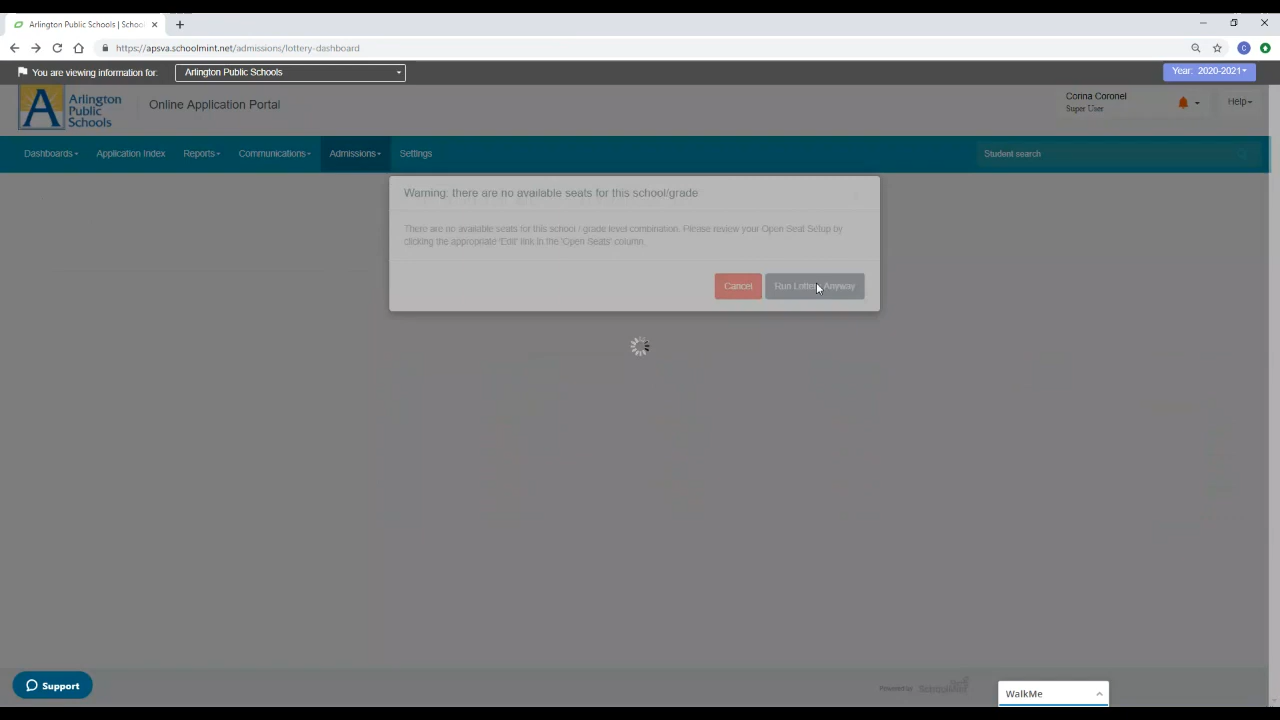 Arlington Public Schools | School
https://apsva.schoolmint.net/admissions/lottery-dashboard
C
You are viewing information for:
Arlington Public Schools
Year: 2020-2021
Arlington
Public
Schools
Online Application Portal
Corina Coronel
Super User
Help
Dashboards
Application Index
Reports
Communications
Admissions
Settings
Student search
Warning: there are no available seats for this school/grade
There are no available seats for this school / grade level combination. Please review your Open Seat Setup by
clicking the appropriate 'Edit' link in the 'Open Seats' column.
Cancel
Run Lottery Anyway
Support
Powered by SchoolMint
WalkMe